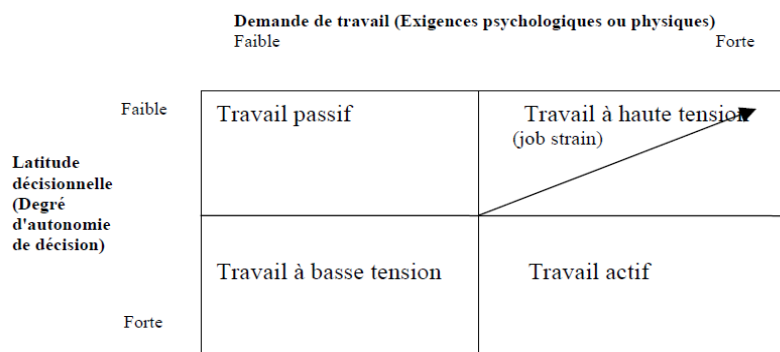 Demande de travail (Exigences psychologiques ou physiques)
Faible Forte
Faible
Travail passif
Travail à haute tension
(job strain)
Latitude
décisionnelle
(Degré
d'autonomie
de décision)
Travail à basse tension
Travail actif
Forte